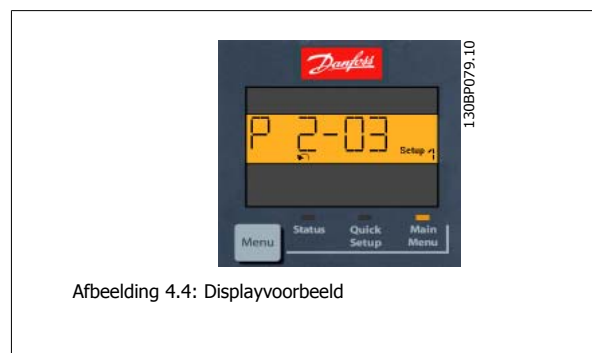 Danfoss
130BP079.10
P 2-03
Setup 1
Menu
Status
Quick Setup
Main Menu
Afbeelding 4.4: Displayvoorbeeld